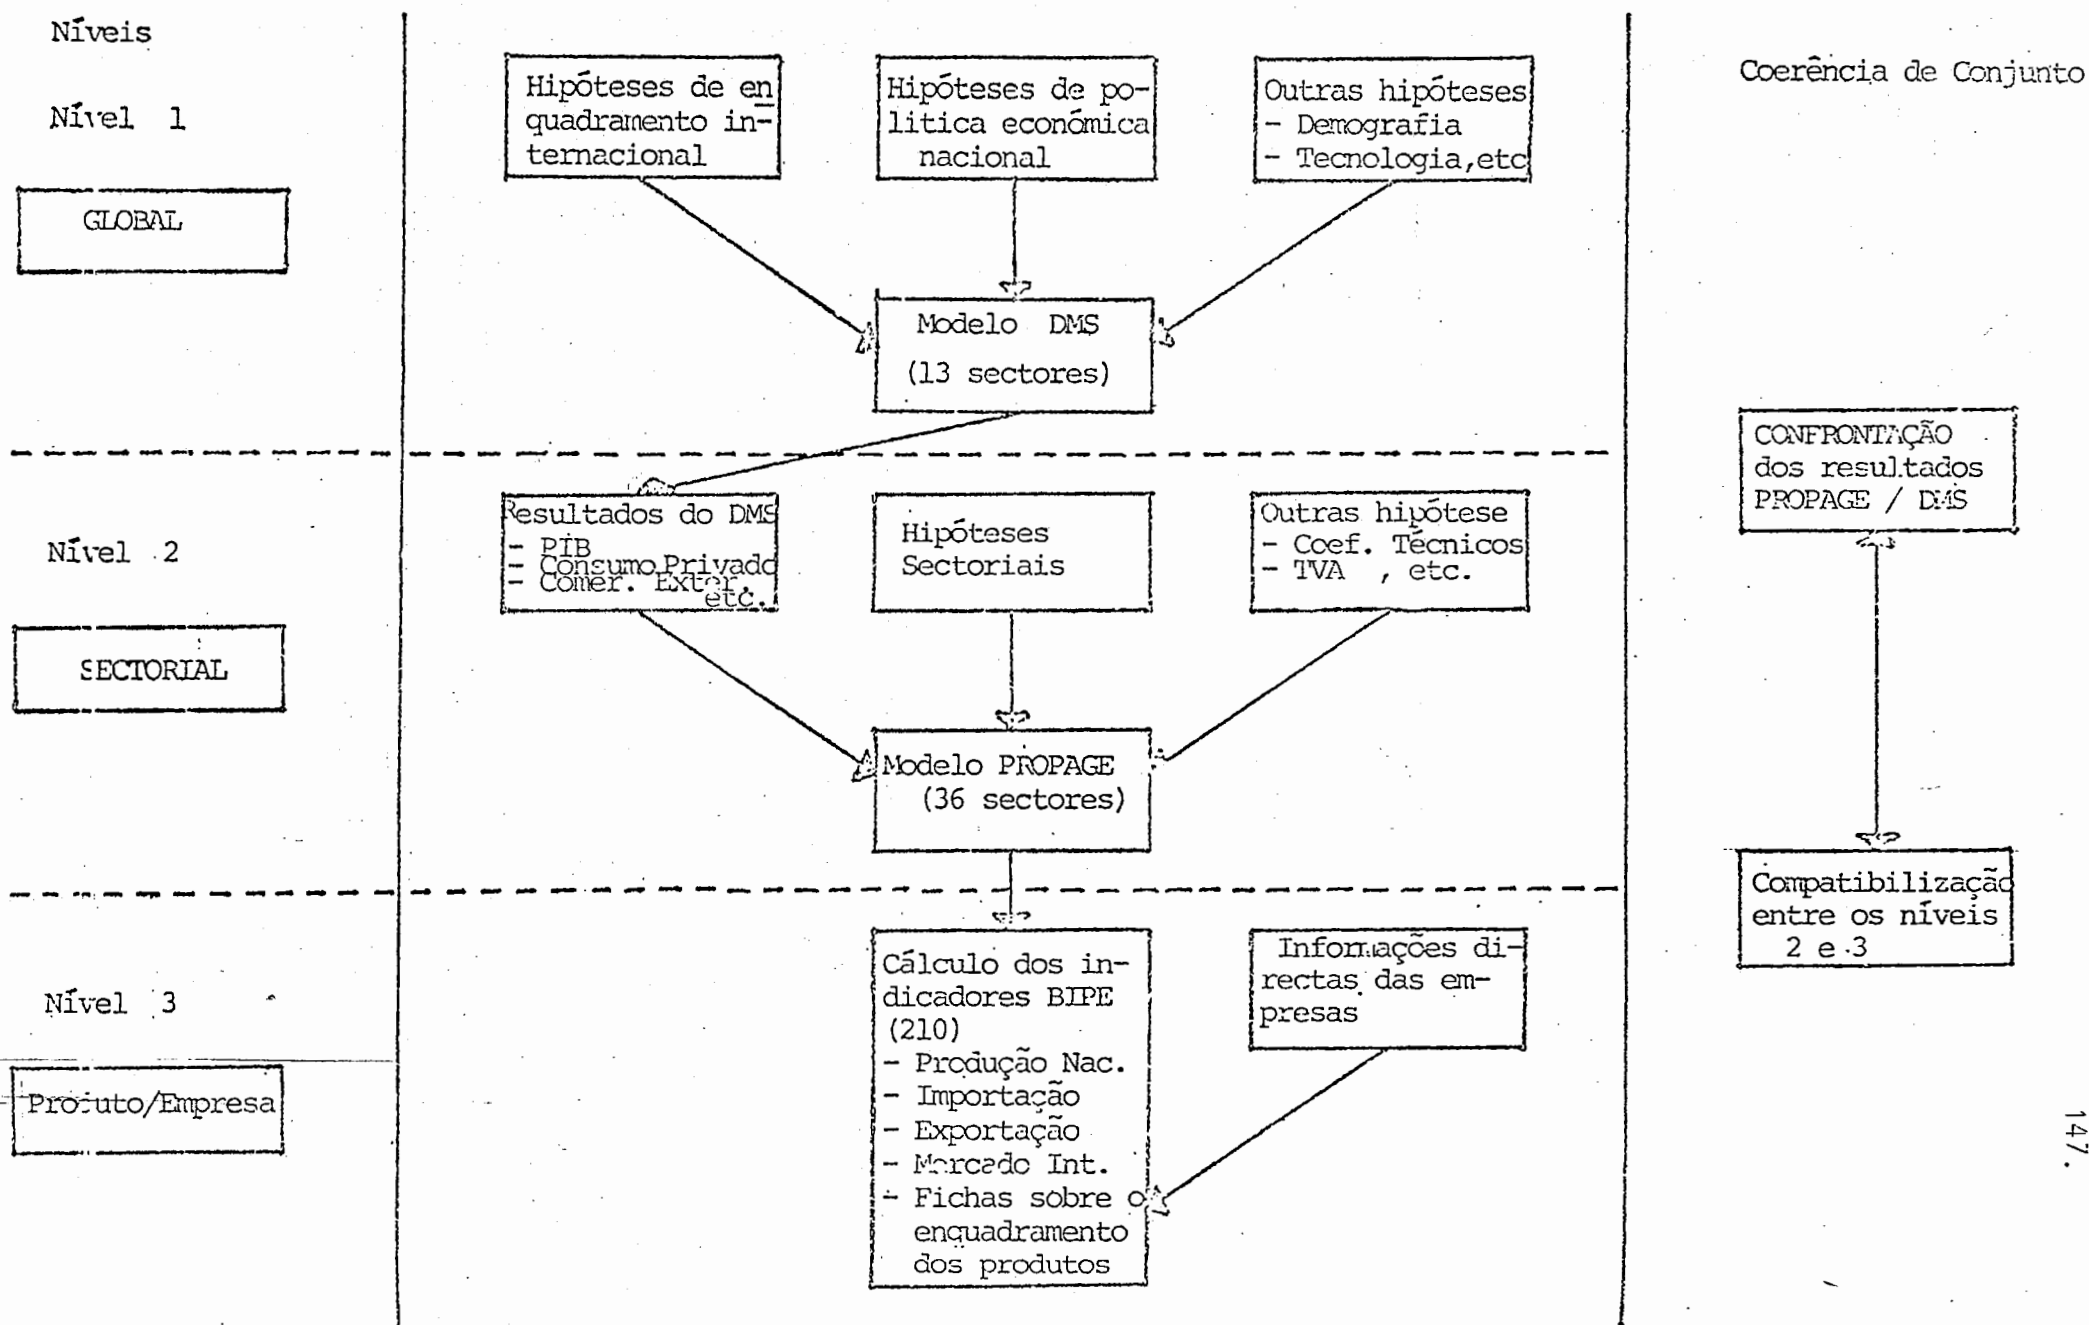 Níveis
Nível 1
GLOBAL
Hipóteses de en
quadramento in-
ternacional
Hipóteses de po-
litica económica
nacional
Outras hipóteses
- Demografia
- Tecnologia,etc
Modelo DMS
(13 sectores)
Coerência de Conjunto
Nível 2
SECTORIAL
Resultados do DMS
- PIB
- Consumo Privado
- Comer. Exter.
etc.
Hipóteses
Sectoriais
Outras hipótese
- Coef. Técnicos
- TVA , etc.
Modelo PROPAGE
(36 sectores)
CONFRONTAÇÃO
dos resultados
PROPAGE / DMS
Compatibilização
entre os níveis
2 e 3
Nível 3
Produto/Empresa
Cálculo dos in-
dicadores BIPE
(210)
- Produção Nac.
- Importação
- Exportação
- Mercado Int.
- Fichas sobre o
enquadramento
dos produtos
Informações di-
rectas das em-
presas
147.